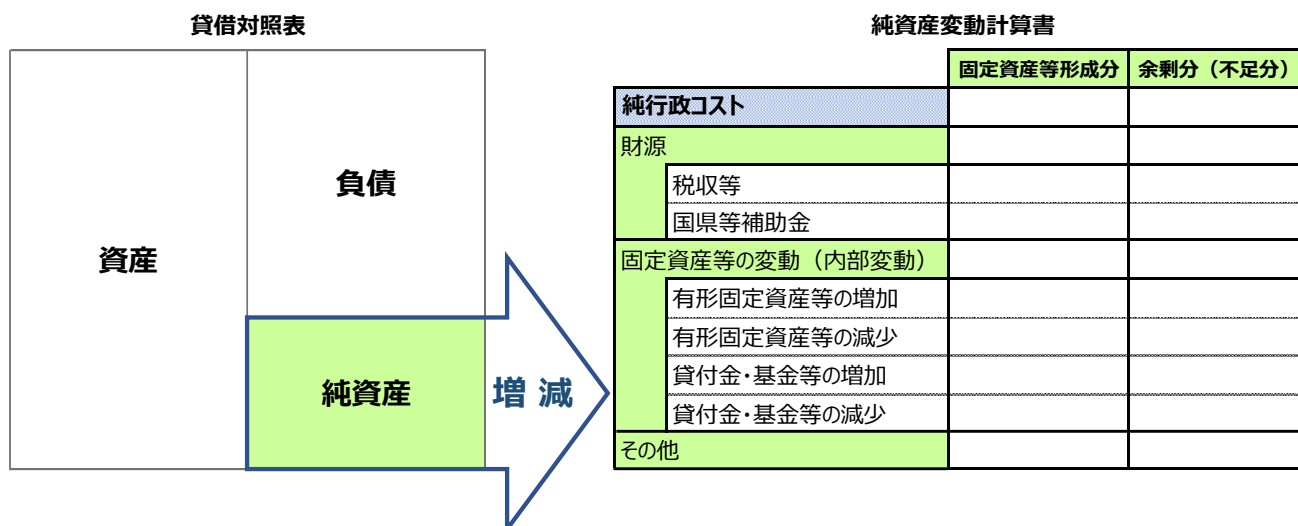 貸借対照表
資産
負債
純資産
増 減
純資産変動計算書
固定資産等形成分
余剰分（不足分）
純行政コスト
財源
税収等
国県等補助金
固定資産等の変動（内部変動）
有形固定資産等の増加
有形固定資産等の減少
貸付金・基金等の増加
貸付金・基金等の減少
その他